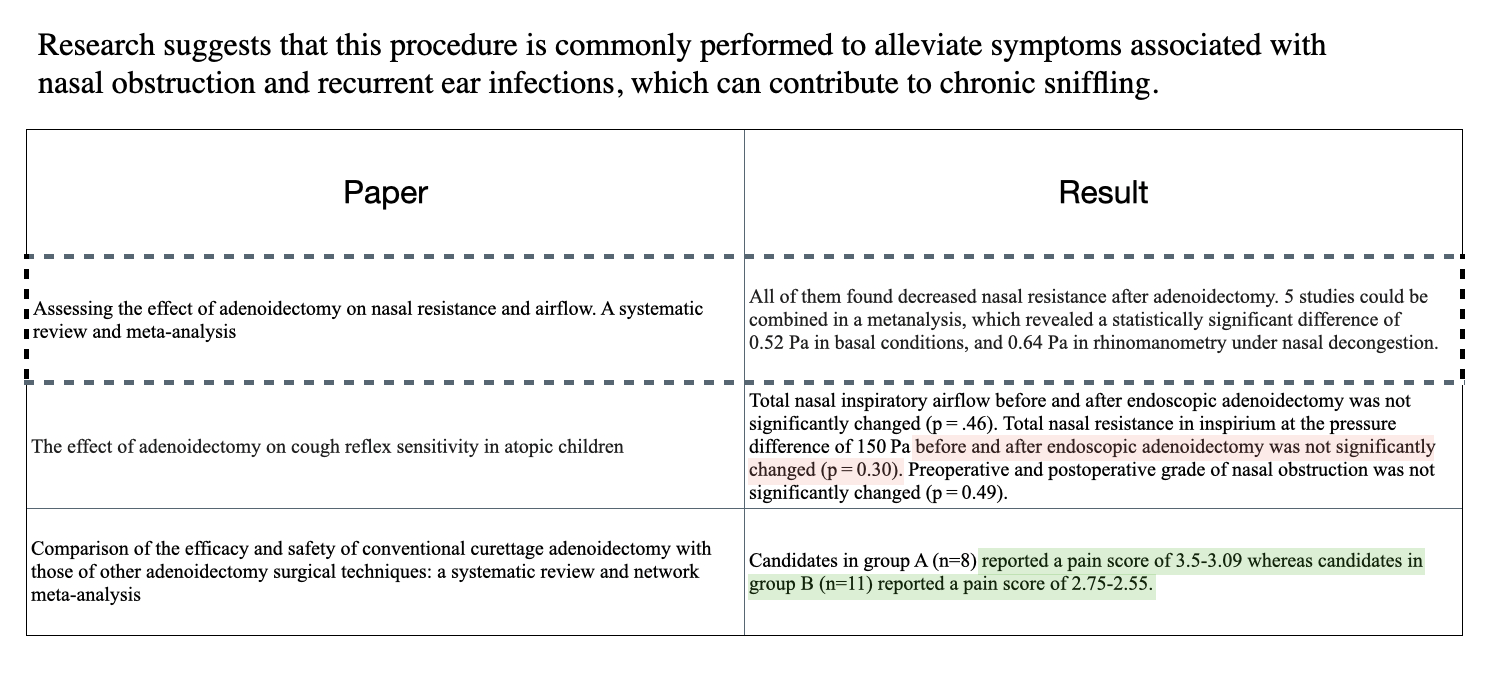 Research suggests that this procedure is commonly performed to alleviate symptoms associated with
nasal obstruction and recurrent ear infections, which can contribute to chronic sniffling.
Paper
Result
Assessing the effect of adenoidectomy on nasal resistance and airflow. A systematic
review and meta-analysis
All of them found decreased nasal resistance after adenoidectomy. 5 studies could be
combined in a metanalysis, which revealed a statistically significant difference of
0.52 Pa in basal conditions, and 0.64 Pa in rhinomanometry under nasal decongestion.
The effect of adenoidectomy on cough reflex sensitivity in atopic children
Total nasal inspiratory airflow before and after endoscopic adenoidectomy was not
significantly changed (p = .46). Total nasal resistance in inspirium at the pressure
difference of 150 Pa before and after endoscopic adenoidectomy was not significantly
changed (p = 0.30). Preoperative and postoperative grade of nasal obstruction was not
significantly changed (p = 0.49).
Comparison of the efficacy and safety of conventional curettage adenoidectomy with
those of other adenoidectomy surgical techniques: a systematic review and network
meta-analysis
Candidates in group A (n=8) reported a pain score of 3.5-3.09 whereas candidates in
group B (n=11) reported a pain score of 2.75-2.55.